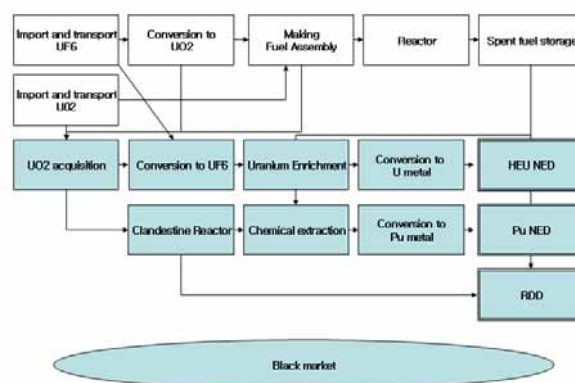 Import and transport
UF6
Conversion to
UO2
Making
Fuel Assembly
Reactor
Spent fuel storage
Import and transport
U02
UO2 acquisition
Conversion to UF6
Uranium Enrichment
Conversion to
U metal
HEU NED
Clandestine Reactor
Chemical extraction
Conversion to
Pu metal
Pu NED
RDD
Black market